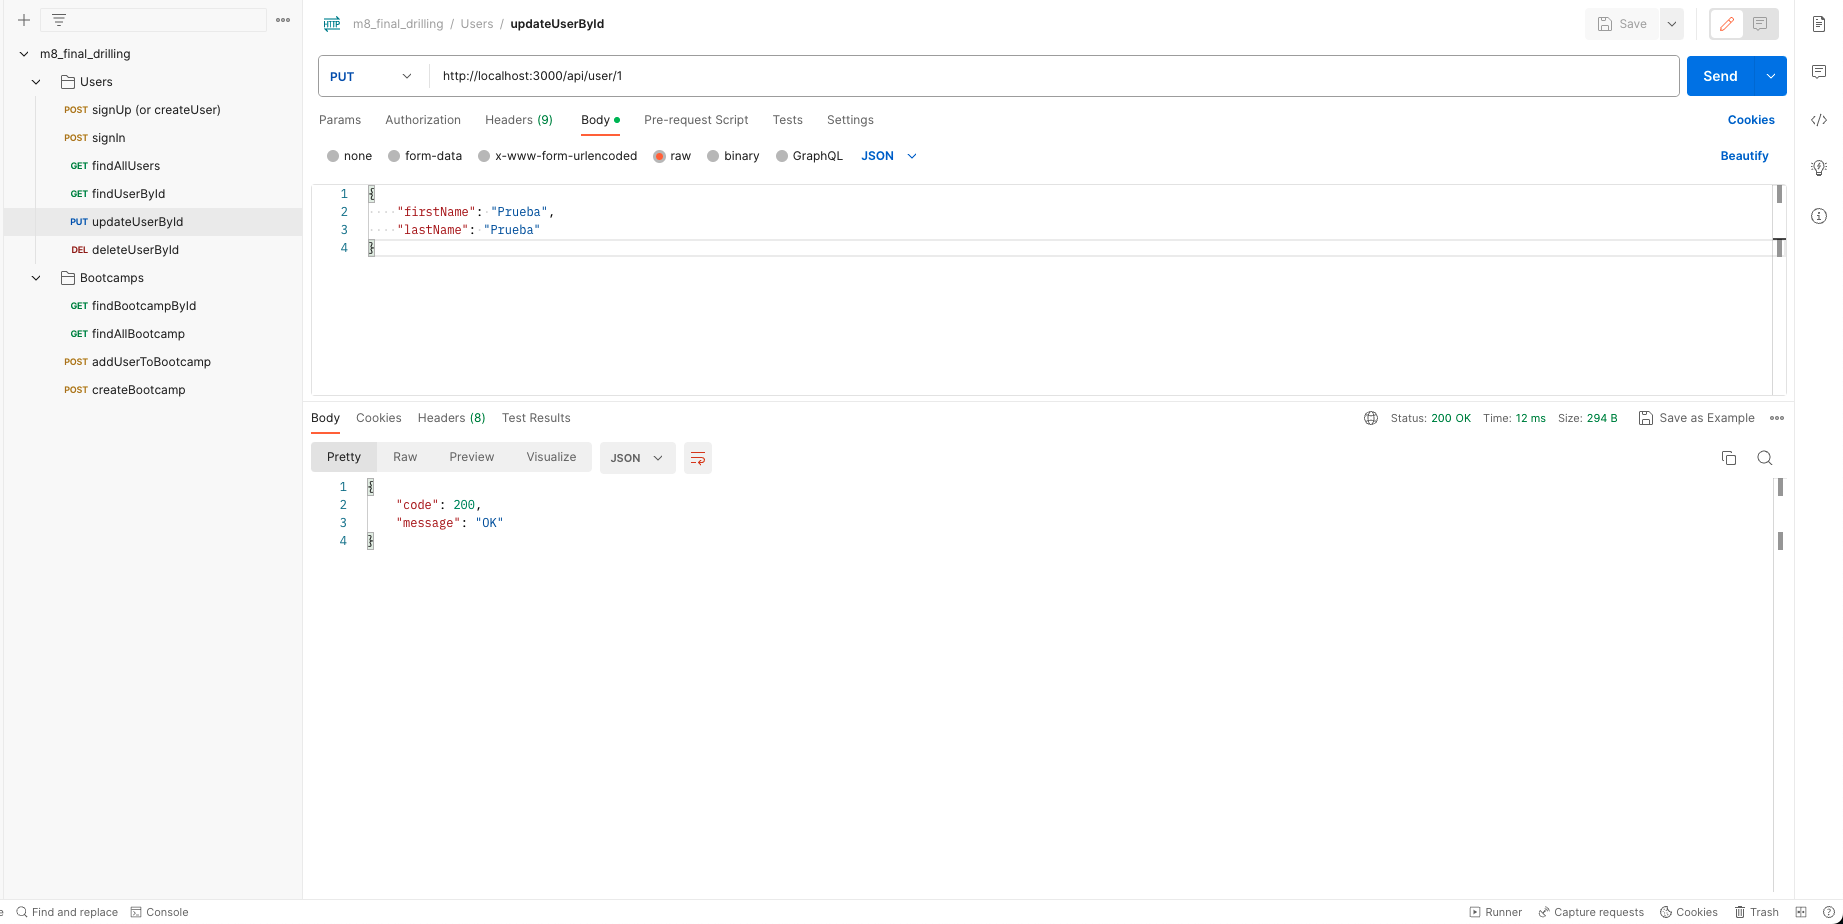 m8_final_drilling
Users
POST signUp (or createUser)
POST signIn
GET findAllUsers
GET findUserById
PUT updateUserById
DEL deleteUserById
Bootcamps
GET findBootcampById
GET findAllBootcamp
POST addUserToBootcamp
POST createBootcamp
HTTP m8_final_drilling / Users / updateUserById
Save
PUT http://localhost:3000/api/user/1
Send
Params Authorization Headers (9) Body Pre-request Script Tests Settings
Cookies
none form-data x-www-form-urlencoded raw binary GraphQL JSON
Beautify
1 {
2 "firstName": "Prueba",
3 "lastName": "Prueba"
4 }
Body Cookies Headers (8) Test Results
Status: 200 OK Time: 12 ms Size: 294 B Save as Example
Pretty Raw Preview Visualize JSON
1 {
2 "code": 200,
3 "message": "OK"
4 }
Find and replace Console
Runner Capture requests Cookies Trash